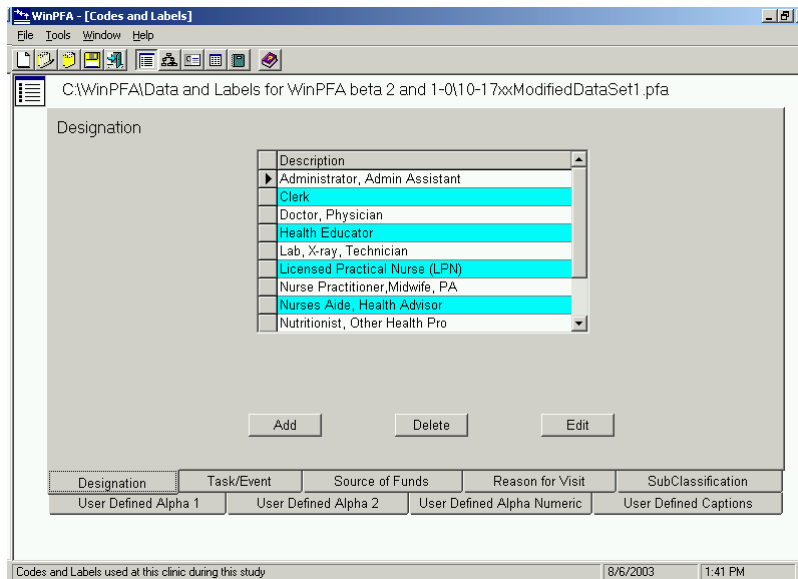 WinPFA - [Codes and Labels]
File Tools Window Help
C:\WinPFA\Data and Labels for WinPFA beta 2 and 1-0\10-17xxModifiedDataSet1.pfa
Designation
Description
Administrator, Admin Assistant
Clerk
Doctor, Physician
Health Educator
Lab, X-ray, Technician
Licensed Practical Nurse (LPN)
Nurse Practitioner,Midwife, PA
Nurses Aide, Health Advisor
Nutritionist, Other Health Pro
Add Delete Edit
Designation Task/Event Source of Funds Reason for Visit SubClassification
User Defined Alpha 1 User Defined Alpha 2 User Defined Alpha Numeric User Defined Captions
Codes and Labels used at this clinic during this study 8/6/2003 1:41 PM